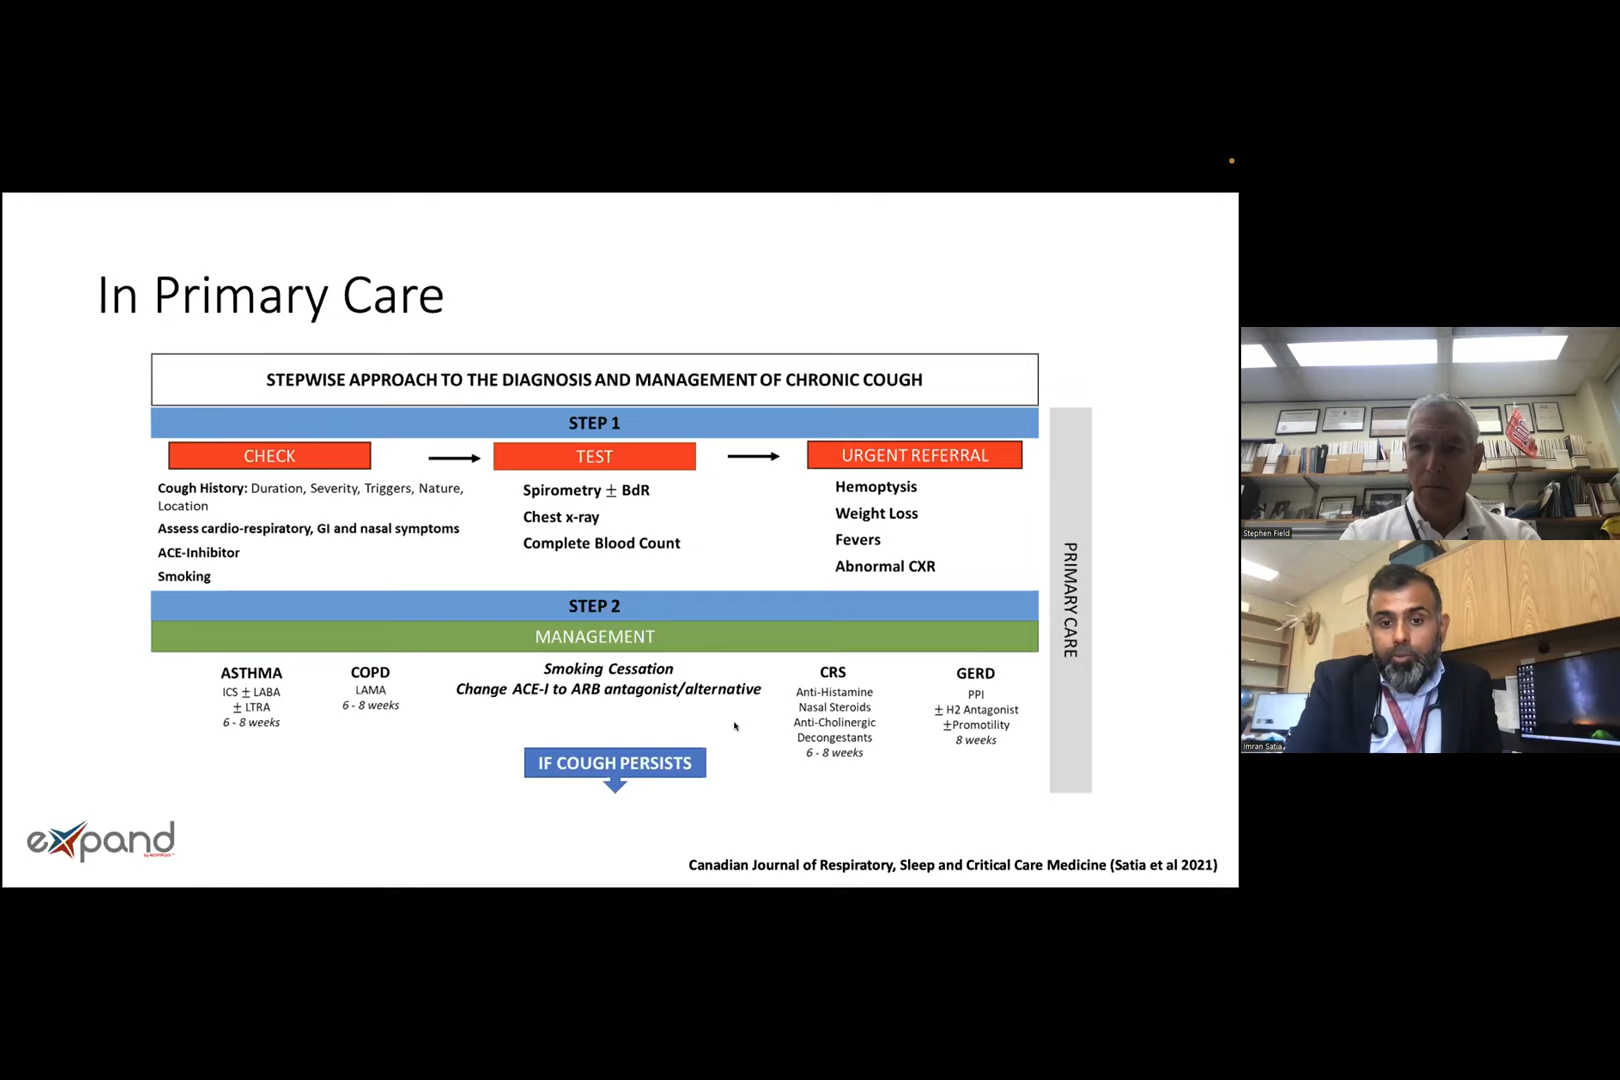 In Primary Care
STEPWISE APPROACH TO THE DIAGNOSIS AND MANAGEMENT OF CHRONIC COUGH
STEP 1
CHECK
TEST
URGENT REFERRAL
Cough History: Duration, Severity, Triggers, Nature,
Location
Assess cardio-respiratory, GI and nasal symptoms
ACE-Inhibitor
Smoking
Spirometry ± BdR
Chest x-ray
Complete Blood Count
Hemoptysis
Weight Loss
Fevers
Abnormal CXR
STEP 2
MANAGEMENT
ASTHMA
ICS ± LABA
± LTRA
6 - 8 weeks
COPD
LAMA
6 - 8 weeks
Smoking Cessation
Change ACE-I to ARB antagonist/alternative
CRS
Anti-Histamine
Nasal Steroids
Anti-Cholinergic
Decongestants
6 - 8 weeks
GERD
PPI
± H2 Antagonist
±Promotility
8 weeks
IF COUGH PERSISTS
PRIMARY CARE
expand
by RESPIPLUS™
Canadian Journal of Respiratory, Sleep and Critical Care Medicine (Satia et al 2021)
Stephen Field
Imran Satia